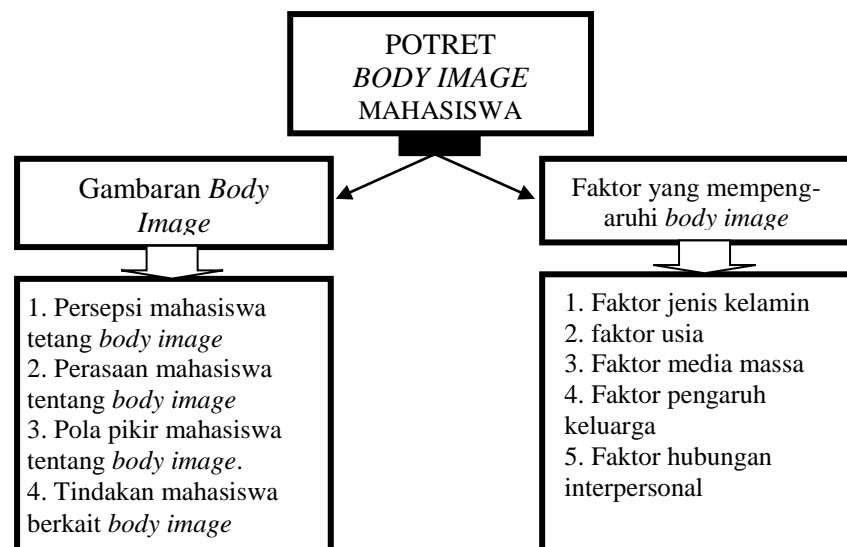 POTRET
BODY IMAGE
MAHASISWA
Gambaran Body
Image
Faktor yang mempeng-
aruhi body image
1. Persepsi mahasiswa
tetang body image
2. Perasaan mahasiswa
tentang body image
3. Pola pikir mahasiswa
tentang body image.
4. Tindakan mahasiswa
berkait body image
1. Faktor jenis kelamin
2. faktor usia
3. Faktor media massa
4. Faktor pengaruh
keluarga
5. Faktor hubungan
interpersonal